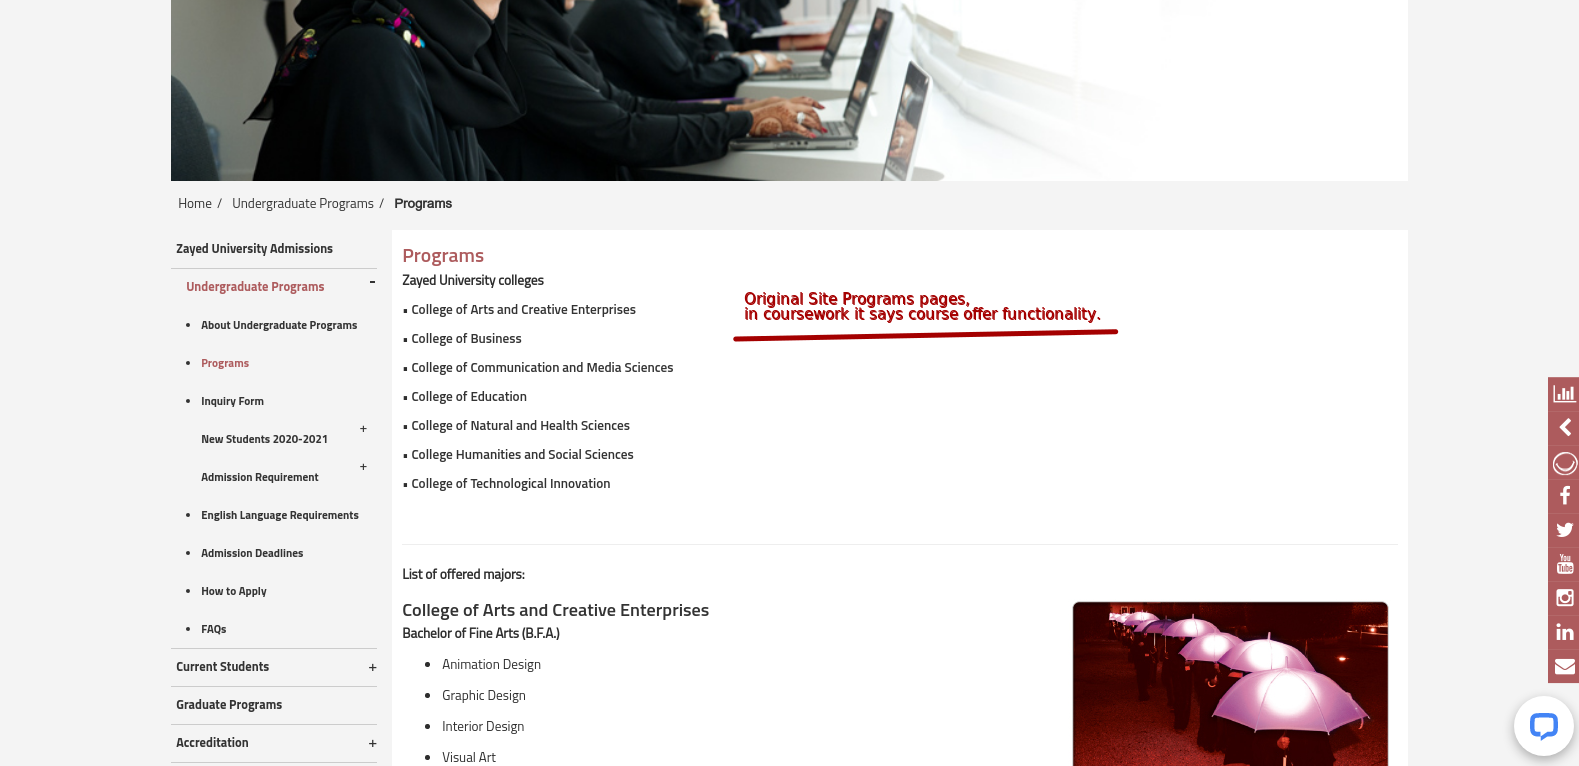 Home / Undergraduate Programs / Programs
Zayed University Admissions
Undergraduate Programs -
• About Undergraduate Programs
• Programs
• Inquiry Form
New Students 2020-2021 +
Admission Requirement +
• English Language Requirements
• Admission Deadlines
• How to Apply
• FAQs
Current Students +
Graduate Programs
Accreditation +
Programs
Zayed University colleges
▪ College of Arts and Creative Enterprises
▪ College of Business
▪ College of Communication and Media Sciences
▪ College of Education
▪ College of Natural and Health Sciences
▪ College Humanities and Social Sciences
▪ College of Technological Innovation
Original Site Programs pages,
in coursework it says course offer functionality.
List of offered majors:
College of Arts and Creative Enterprises
Bachelor of Fine Arts (B.F.A.)
• Animation Design
• Graphic Design
• Interior Design
• Visual Art
You
Tube
in